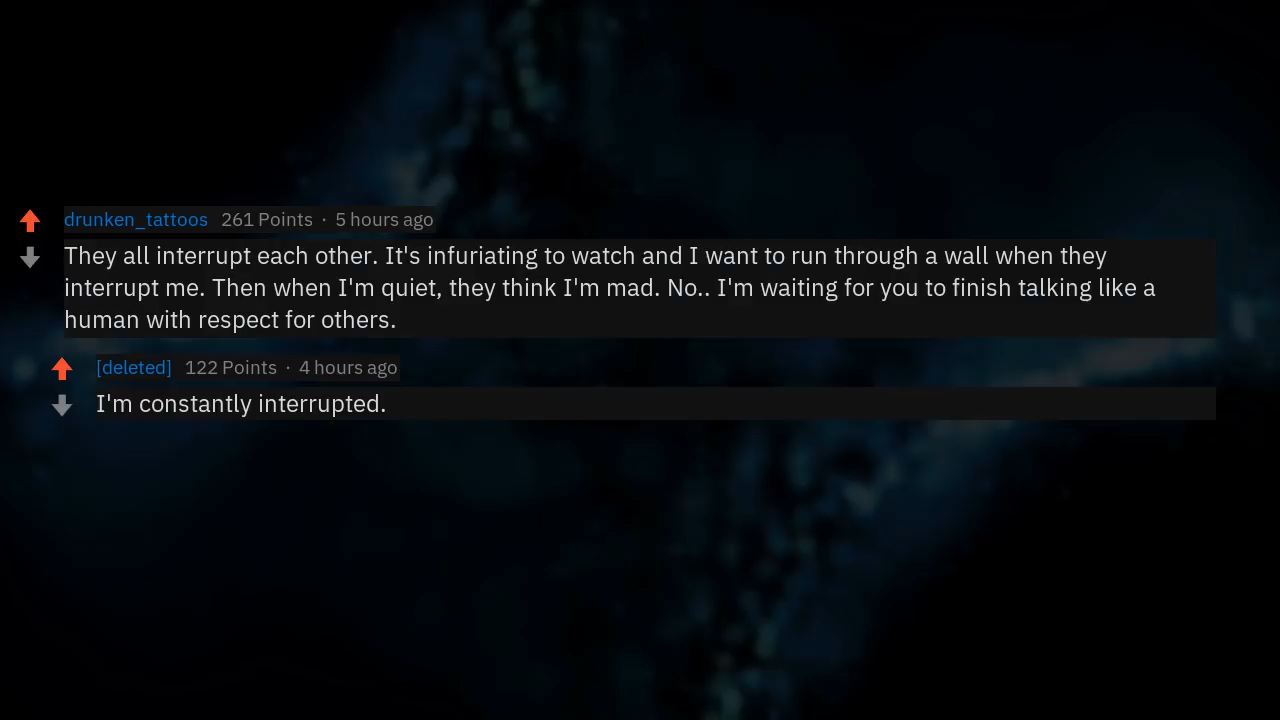 drunken_tattoos 261 Points · 5 hours ago
They all interrupt each other. It's infuriating to watch and I want to run through a wall when they
interrupt me. Then when I'm quiet, they think I'm mad. No.. I'm waiting for you to finish talking like a
human with respect for others.
[deleted] 122 Points · 4 hours ago
I'm constantly interrupted.